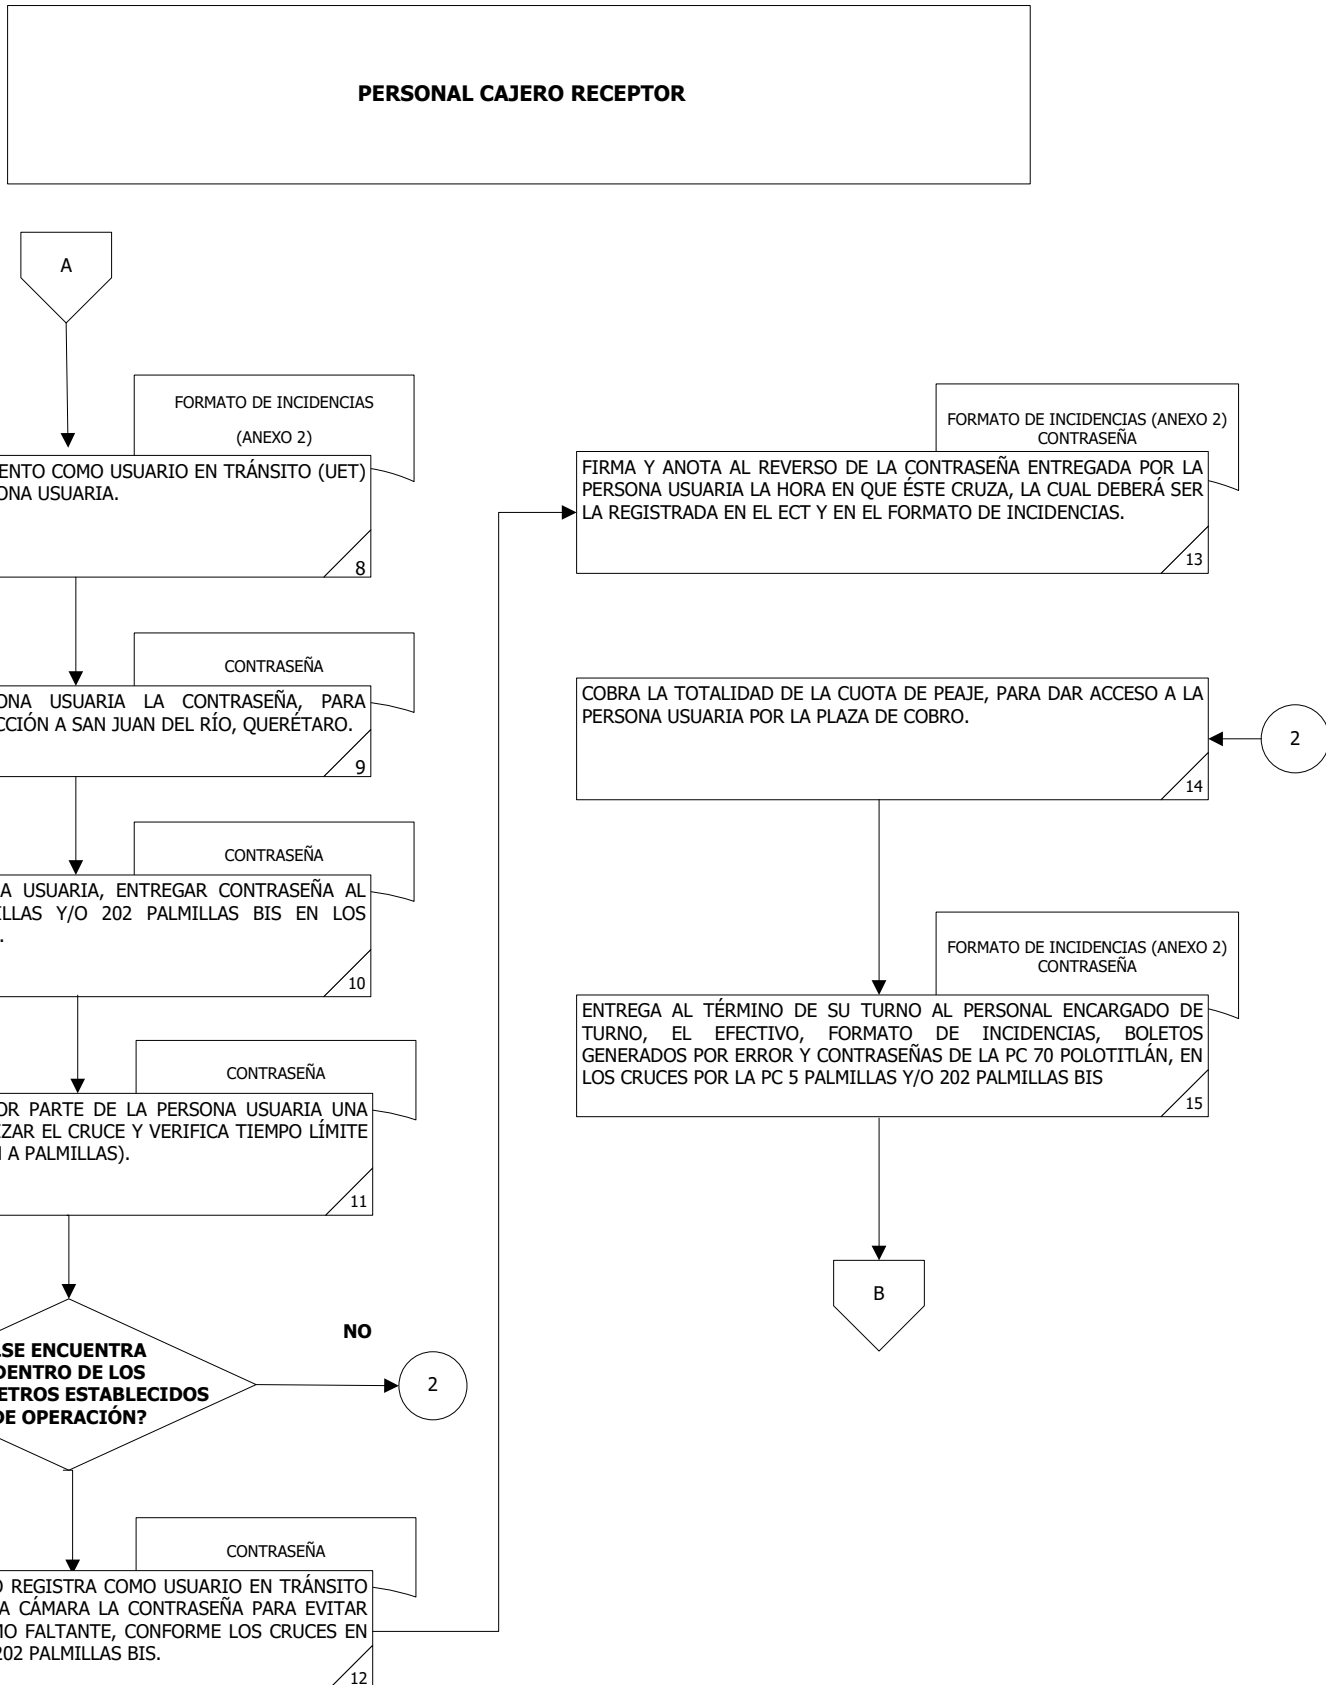 PERSONAL CAJERO RECEPTOR
A
FORMATO DE INCIDENCIAS
(ANEXO 2)
COMO USUARIO EN TRÁNSITO (UET)
USUARIA.
8
CONTRASEÑA
USUARIA LA CONTRASEÑA, PARA
A SAN JUAN DEL RÍO, QUERÉTARO.
9
CONTRASEÑA
USUARIA, ENTREGAR CONTRASEÑA AL
Y/O 202 PALMILLAS BIS EN LOS
.
10
CONTRASEÑA
PARTE DE LA PERSONA USUARIA UNA
EL CRUCE Y VERIFICA TIEMPO LÍMITE
A PALMILLAS).
11
SE ENCUENTRA
DENTRO DE LOS
ESTABLECIDOS
DE OPERACIÓN?
NO
2
CONTRASEÑA
REGISTRA COMO USUARIO EN TRÁNSITO
CÁMARA LA CONTRASEÑA PARA EVITAR
FALTANTE, CONFORME LOS CRUCES EN
202 PALMILLAS BIS.
12
FORMATO DE INCIDENCIAS (ANEXO 2)
CONTRASEÑA
FIRMA Y ANOTA AL REVERSO DE LA CONTRASEÑA ENTREGADA POR LA
PERSONA USUARIA LA HORA EN QUE ÉSTE CRUZA, LA CUAL DEBERÁ SER
LA REGISTRADA EN EL ECT Y EN EL FORMATO DE INCIDENCIAS.
13
COBRA LA TOTALIDAD DE LA CUOTA DE PEAJE, PARA DAR ACCESO A LA
PERSONA USUARIA POR LA PLAZA DE COBRO.
14
2
FORMATO DE INCIDENCIAS (ANEXO 2)
CONTRASEÑA
ENTREGA AL TÉRMINO DE SU TURNO AL PERSONAL ENCARGADO DE
TURNO, EL EFECTIVO, FORMATO DE INCIDENCIAS, BOLETOS
GENERADOS POR ERROR Y CONTRASEÑAS DE LA PC 70 POLOTITLÁN, EN
LOS CRUCES POR LA PC 5 PALMILLAS Y/O 202 PALMILLAS BIS
15
B